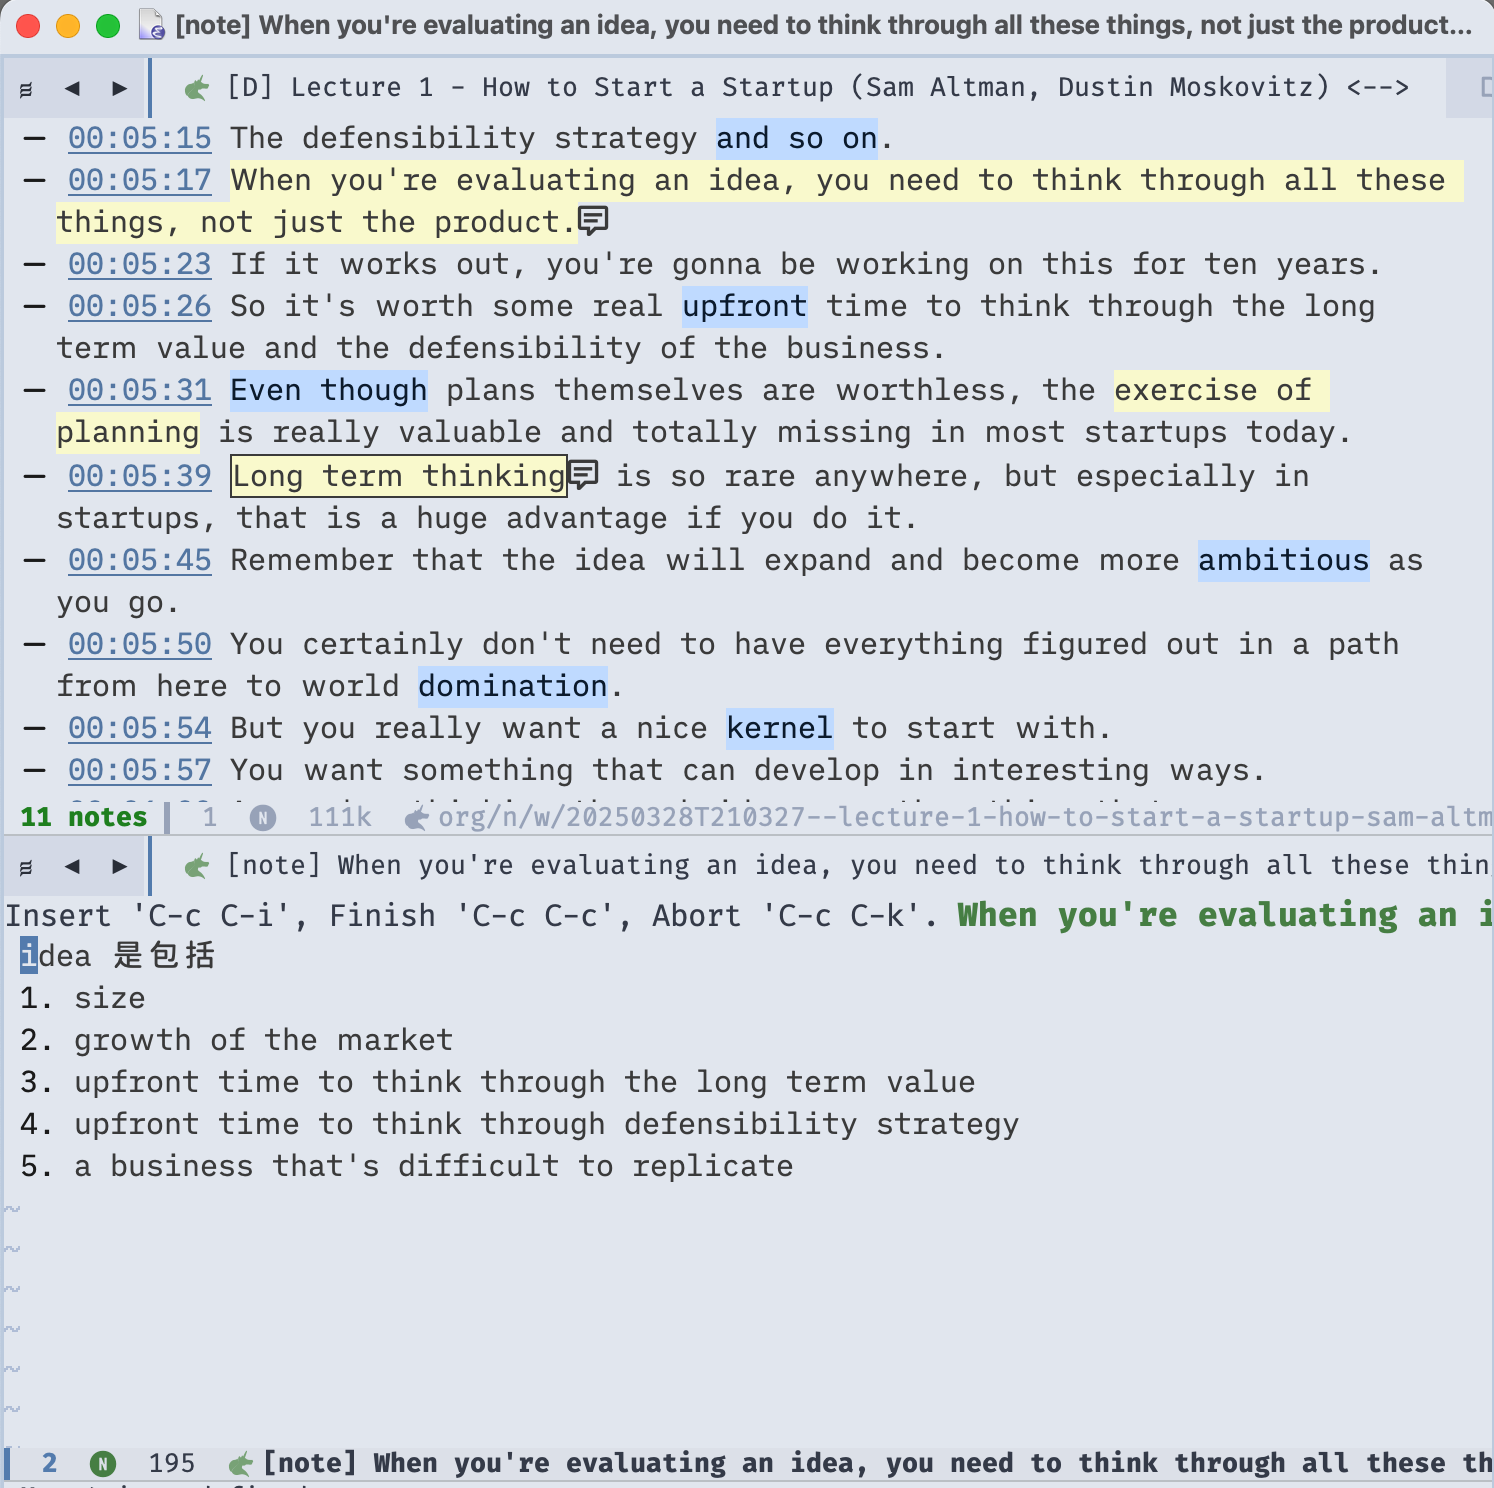 [note] When you're evaluating an idea, you need to think through all these things, not just the product...
[D] Lecture 1 - How to Start a Startup (Sam Altman, Dustin Moskovitz) <-->
— 00:05:15 The defensibility strategy and so on.
— 00:05:17 When you're evaluating an idea, you need to think through all these
things, not just the product.
— 00:05:23 If it works out, you're gonna be working on this for ten years.
— 00:05:26 So it's worth some real upfront time to think through the long
term value and the defensibility of the business.
— 00:05:31 Even though plans themselves are worthless, the exercise of
planning is really valuable and totally missing in most startups today.
— 00:05:39 Long term thinking is so rare anywhere, but especially in
startups, that is a huge advantage if you do it.
— 00:05:45 Remember that the idea will expand and become more ambitious as
you go.
— 00:05:50 You certainly don't need to have everything figured out in a path
from here to world domination.
— 00:05:54 But you really want a nice kernel to start with.
— 00:05:57 You want something that can develop in interesting ways.
11 notes 1 N 111k org/n/w/20250328T210327--lecture-1-how-to-start-a-startup-sam-altm
[note] When you're evaluating an idea, you need to think through all these thin
Insert 'C-c C-i', Finish 'C-c C-c', Abort 'C-c C-k'. When you're evaluating an i
idea 是包括
1. size
2. growth of the market
3. upfront time to think through the long term value
4. upfront time to think through defensibility strategy
5. a business that's difficult to replicate
2 N 195 [note] When you're evaluating an idea, you need to think through all these th